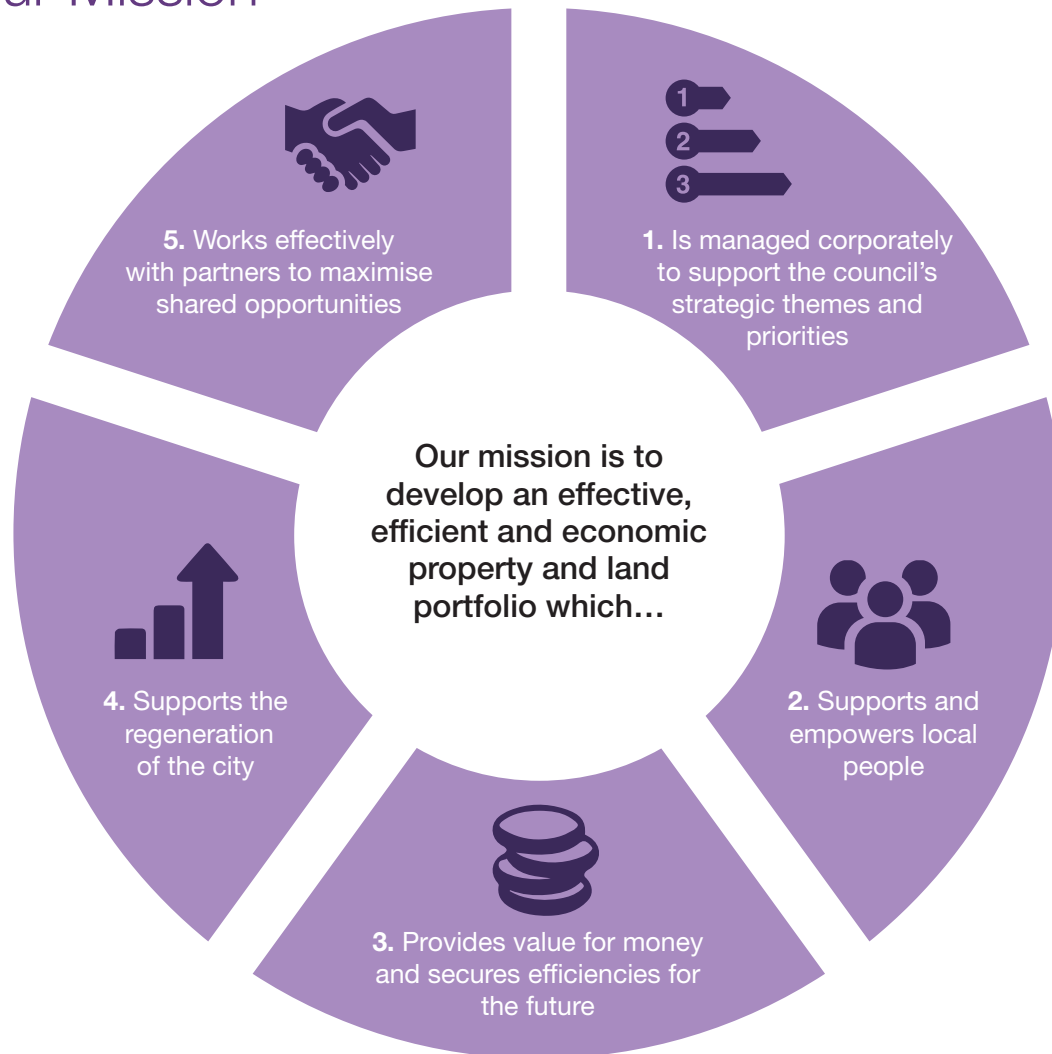 Our Mission
1
2
3
1. Is managed corporately
to support the council's
strategic themes and
priorities
2. Supports and
empowers local
people
3. Provides value for money
and secures efficiencies for
the future
4. Supports the
regeneration
of the city
5. Works effectively
with partners to maximise
shared opportunities
Our mission is to
develop an effective,
efficient and economic
property and land
portfolio which…